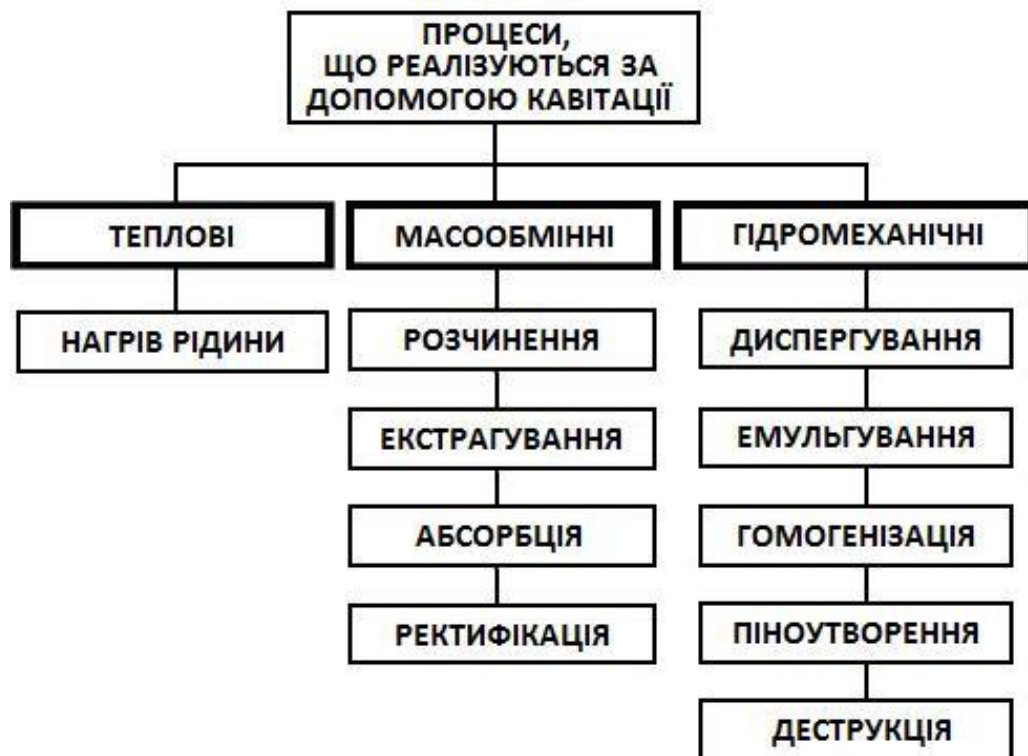 ПРОЦЕСИ,
ЩО РЕАЛІЗУЮТЬСЯ ЗА
ДОПОМОГОЮ КАВІТАЦІЇ
ТЕПЛОВІ
НАГРІВ РІДИНИ
МАСООБМІННІ
РОЗЧИНЕННЯ
ЕКСТРАГУВАННЯ
АБСОРБЦІЯ
РЕКТИФІКАЦІЯ
ГІДРОМЕХАНІЧНІ
ДИСПЕРГУВАННЯ
ЕМУЛЬГУВАННЯ
ГОМОГЕНІЗАЦІЯ
ПІНОУТВОРЕННЯ
ДЕСТРУКЦІЯ